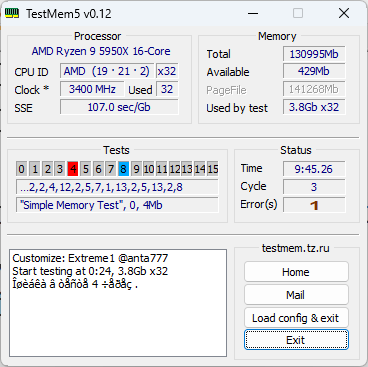 TestMem5 v0.12
Processor
AMD Ryzen 9 5950X 16-Core
CPU ID AMD (19 · 21 · 2) x32
Clock * 3400 MHz Used 32
SSE 107.0 sec/Gb
Memory
Total 130995Mb
Available 429Mb
PageFile 141268Mb
Used by test 3.8Gb x32
Tests
0 1 2 3 4 5 6 7 8 9 10 11 12 13 14 15
...2,2,4,12,2,5,7,1,13,2,5,13,2,8
"Simple Memory Test", 0, 4Mb
Status
Time 9:45.26
Cycle 3
Error(s) 1
Customize: Extreme1 @anta777
Start testing at 0:24, 3.8Gb x32
Îøèáêà â òåñòå 4 ÷åðåç .
testmem.tz.ru
Home
Mail
Load config & exit
Exit